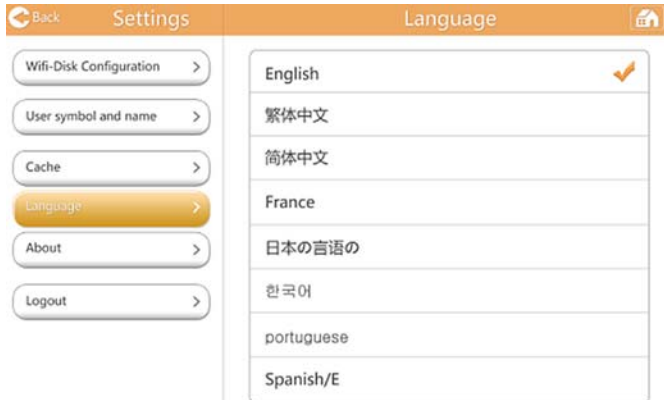 Back Settings Language
Wifi-Disk Configuration
User symbol and name
Cache
Language
About
Logout
English
繁体中文
简体中文
France
日本の言语の
한국어
portuguese
Spanish/E